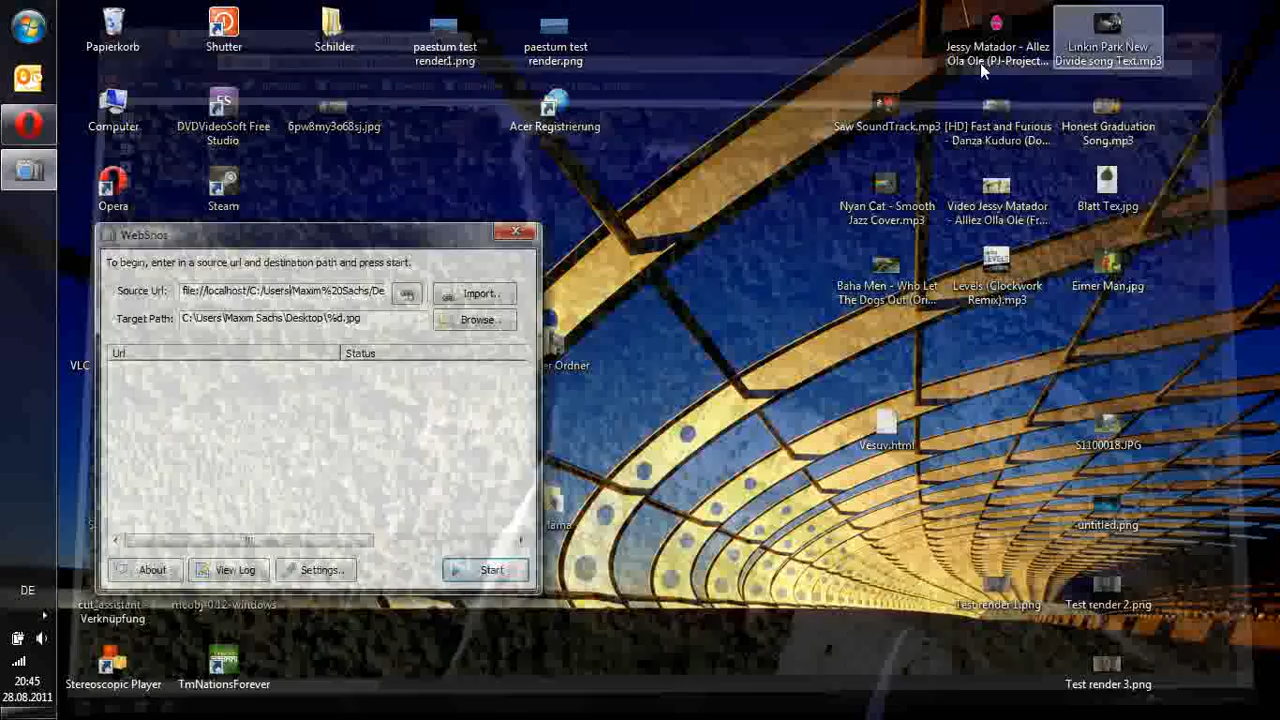 Papierkorb
Shutter
Schilder
paestum test
render1.png
paestum test
render.png
Jessy Matador - Allez
Ola Ole (PJ-Project...
Linkin Park New
Divide song Text.mp3
Computer
DVDVideoSoft Free
Studio
6pw8my3o68sj.jpg
Acer Registrierung
Saw SoundTrack.mp3
[HD] Fast and Furious
- Danza Kuduro (Do...
Honest Graduation
Song.mp3
Opera
Steam
Nyan Cat - Smooth
Jazz Cover.mp3
Video Jessy Matador
- Alllez Olla Olé (Fr...
Blatt Tex.jpg
WebShot
To begin, enter in a source url and destination path and press start.
Source Url:
file://localhost/C:/Users/Maxim%20Sachs/De
Import..
Target Path:
C:\Users\Maxim Sachs\Desktop\%d.jpg
Browse..
Url
Status
Baha Men - Who Let
The Dogs Out (Ori...
Levels (Clockwork
Remix).mp3
Eimer Man.jpg
VLC
er Ordner
Vesuv.html
S1100018.JPG
untitled.png
About
View Log
Settings..
Start
DE
cut_assistant -
Verknüpfung
mcobj-0.12-windows
Test render 1.png
Test render 2.png
Stereoscopic Player
TmNationsForever
Test render 3.png
20:45
28.08.2011